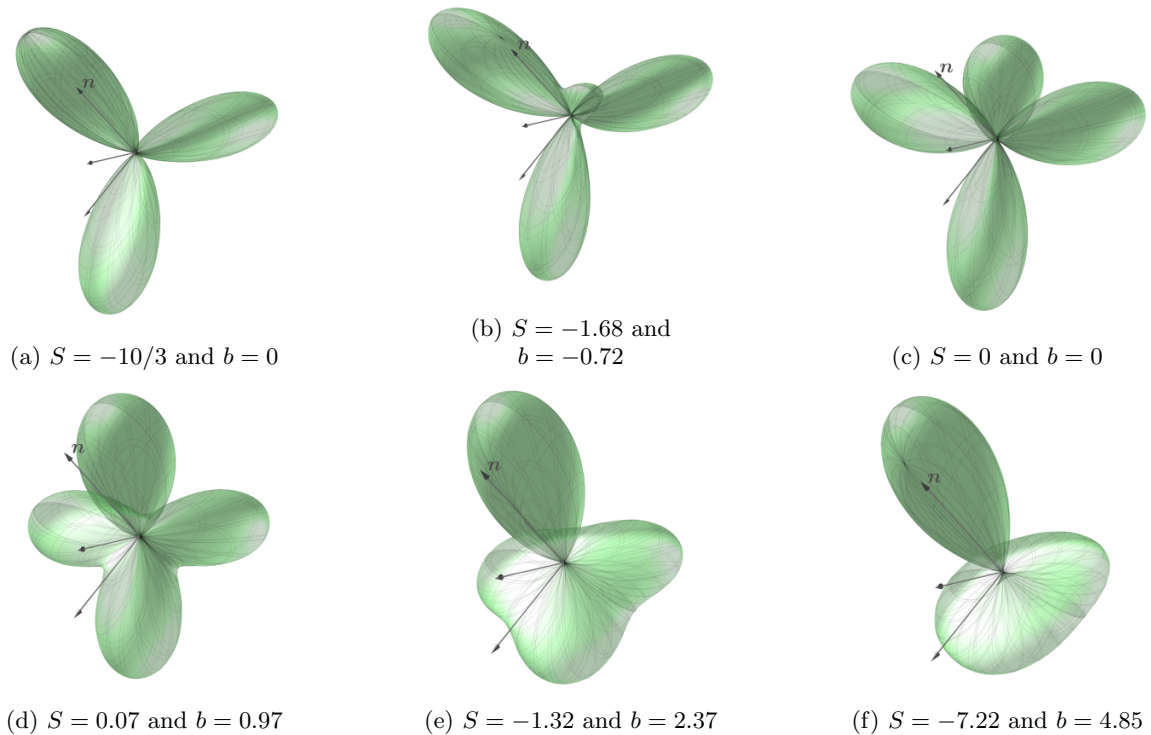 n
n
n
(b) S = −1.68 and
b = −0.72
(a) S = −10/3 and b = 0
(c) S = 0 and b = 0
n
n
n
(d) S = 0.07 and b = 0.97
(e) S = −1.32 and b = 2.37
(f) S = −7.22 and b = 4.85